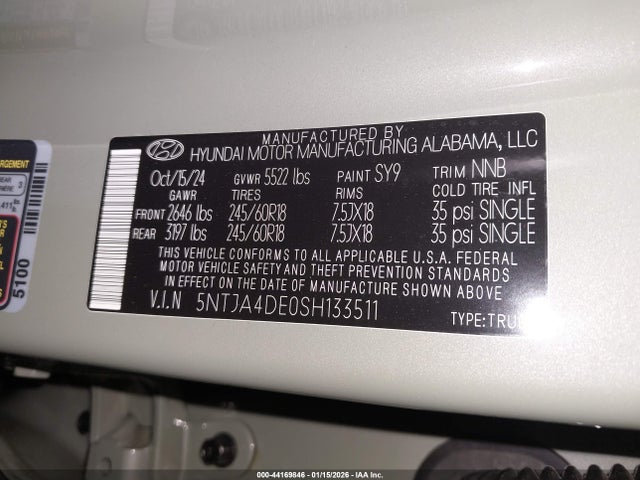 MANUFACTURED BY
HYUNDAI MOTOR MANUFACTURING ALABAMA, LLC
Oct/15/24 GVWR 5522 lbs PAINT SY9 TRIM NNB
GAWR TIRES RIMS COLD TIRE INFL
FRONT 2646 lbs 245/60R18 7.5JX18 35 psi SINGLE
REAR 3197 lbs 245/60R18 7.5JX18 35 psi SINGLE
THIS VEHICLE CONFORMS TO ALL APPLICABLE U.S.A. FEDERAL
MOTOR VEHICLE SAFETY AND THEFT PREVENTION STANDARDS
IN EFFECT ON THE DATE OF MANUFACTURE SHOWN ABOVE.
V.I.N 5NTJA4DE0SH133511
TYPE:TRU
5100
000-44169846 - 01/15/2026 - IAA Inc.